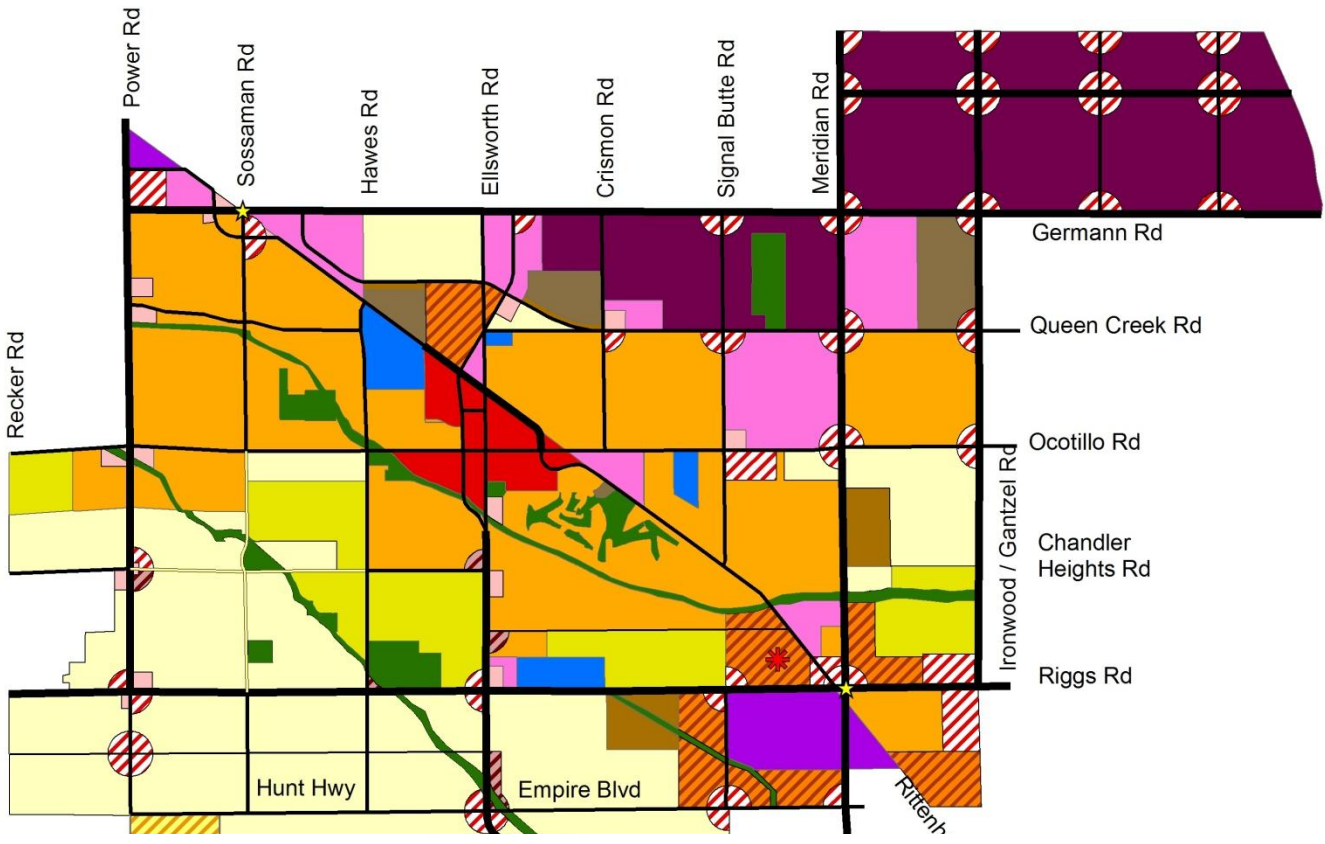 Power Rd
Sossaman Rd
Hawes Rd
Ellsworth Rd
Crismon Rd
Signal Butte Rd
Meridian Rd
Germann Rd
Queen Creek Rd
Recker Rd
Ocotillo Rd
Ironwood / Gantzel Rd
Chandler
Heights Rd
Riggs Rd
Hunt Hwy
Empire Blvd